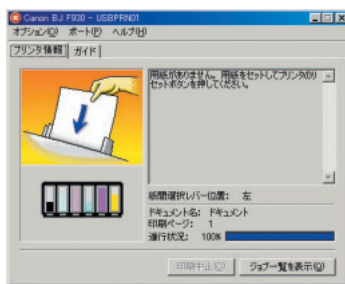 Canon BJ F930 - USBPRN01
オプション(O) ポート(P) ヘルプ(H)
プリンタ情報 ガイド
用紙がありません。用紙をセットしてプリンタのリ
セットボタンを押してください。
紙間選択レバー位置: 左
ドキュメント名: ドキュメント
印刷ページ: 1
進行状況: 100%
印刷中止(C) ジョブ一覧を表示(Q)